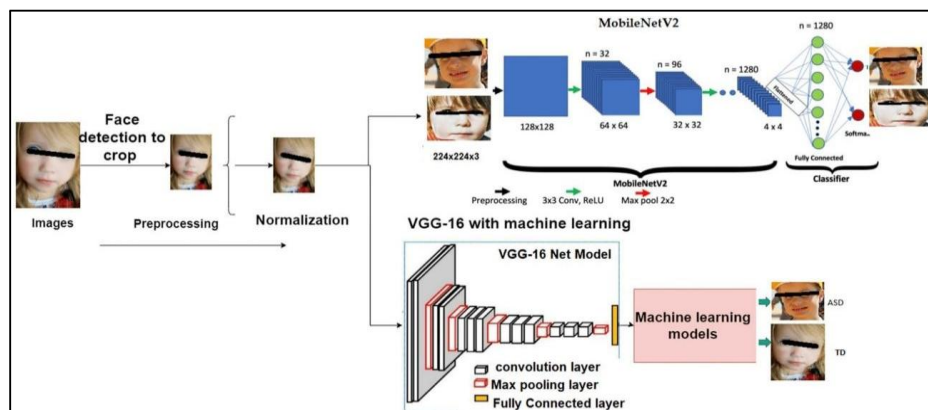 MobileNetV2
n = 1280
n = 32
n = 96
n = 1280
Face
detection to
crop
Flattened
128x128
64 x 64
32 x 32
4 x 4
Softma
224x224x3
Fully Connected
Classifier
MobileNetV2
Images
Preprocessing
Normalization
Preprocessing
3x3 Conv, ReLU
Max pool 2x2
VGG-16 with machine learning
VGG-16 Net Model
Machine learning
models
ASD
TD
convolution layer
Max pooling layer
Fully Connected layer